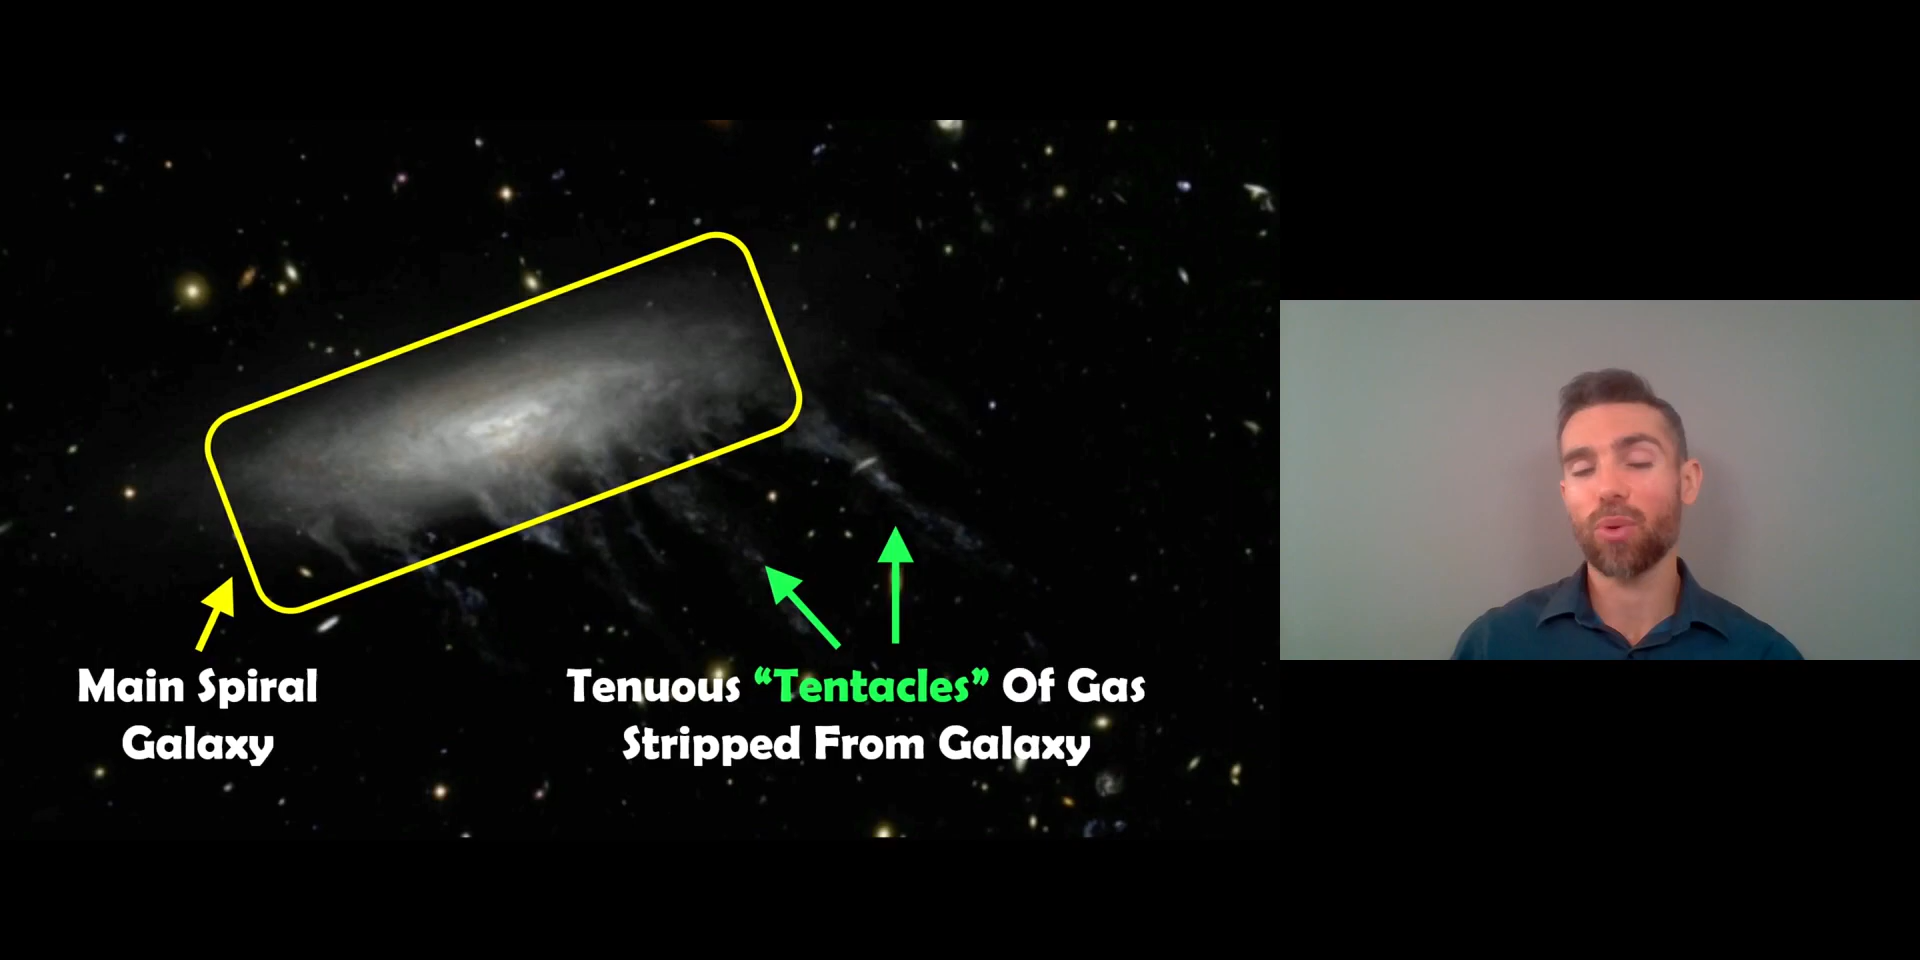 Main Spiral
Galaxy
Tenuous “Tentacles” Of Gas
Stripped From Galaxy